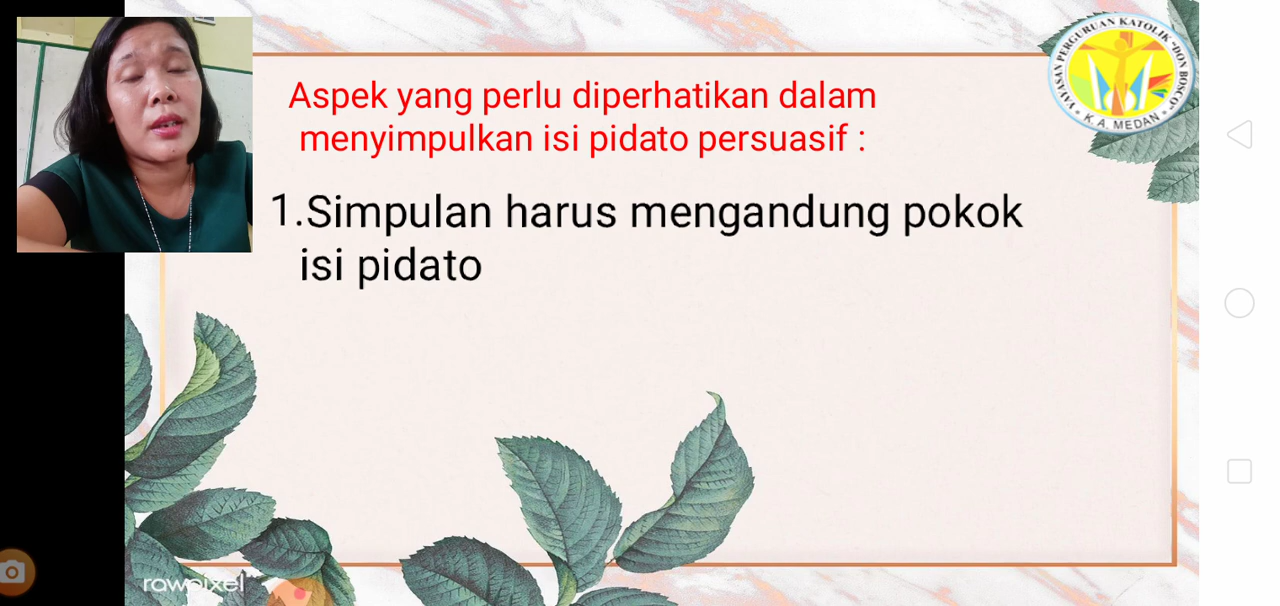 Aspek yang perlu diperhatikan dalam
menyimpulkan isi pidato persuasif :
1.Simpulan harus mengandung pokok
isi pidato
YAYASAN PERGURUAN KATOLIK "DON BOSCO"
K.A. MEDAN
rawpixel